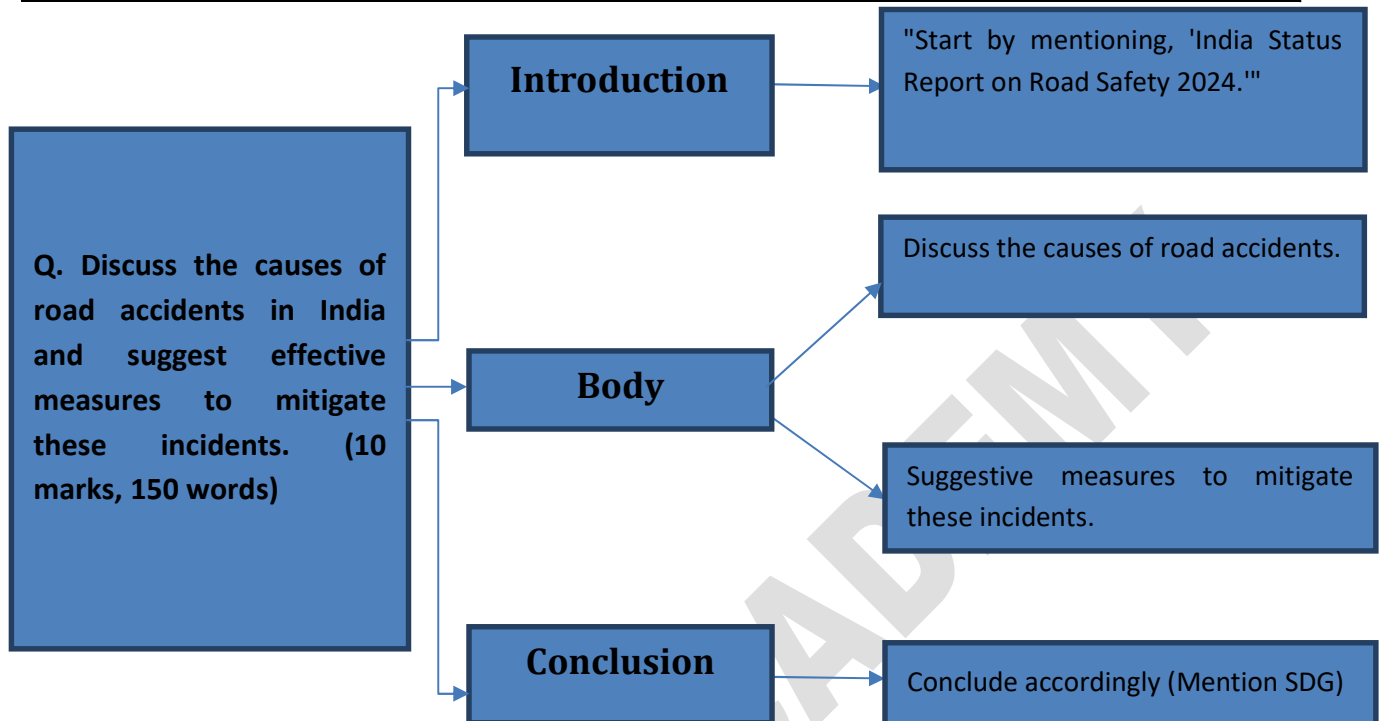 Q. Discuss the causes of
road accidents in India
and suggest effective
measures to mitigate
these incidents. (10
marks, 150 words)
Introduction
"Start by mentioning, 'India Status
Report on Road Safety 2024.'"
Body
Discuss the causes of road accidents.
Suggestive measures to mitigate
these incidents.
Conclusion
Conclude accordingly (Mention SDG)